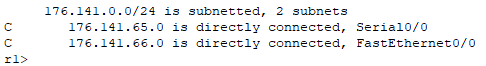 176.141.0.0/24 is subnetted, 2 subnets
C 176.141.65.0 is directly connected, Serial0/0
C 176.141.66.0 is directly connected, FastEthernet0/0
r1>